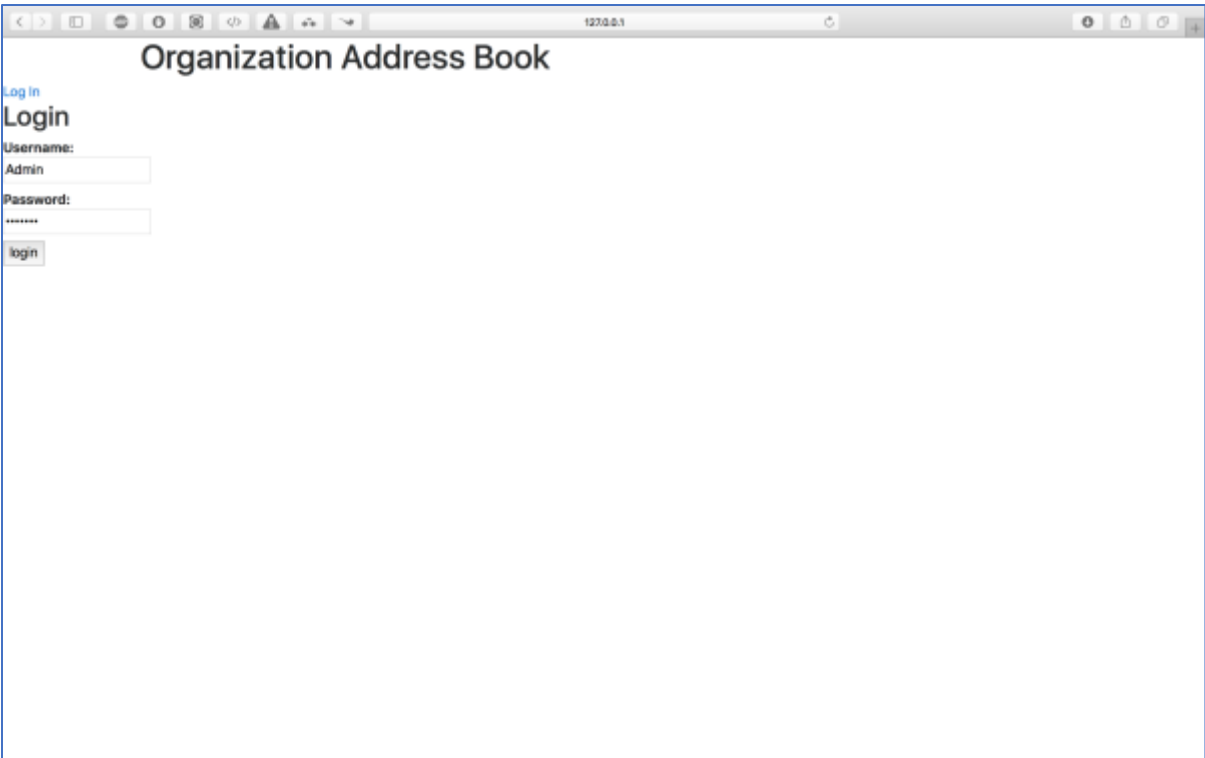 127.0.0.1
Organization Address Book
Log In
Login
Username:
Admin
Password:
•••••••
login